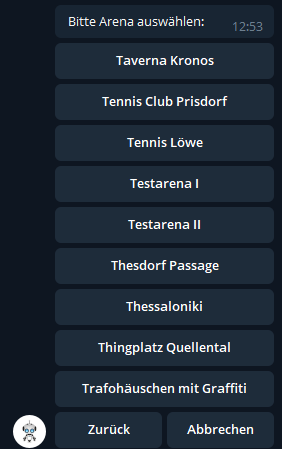 Bitte Arena auswählen:
12:53
Taverna Kronos
Tennis Club Prisdorf
Tennis Löwe
Testarena I
Testarena II
Thesdorf Passage
Thessaloniki
Thingplatz Quellental
Trafohäuschen mit Graffiti
Zurück
Abbrechen